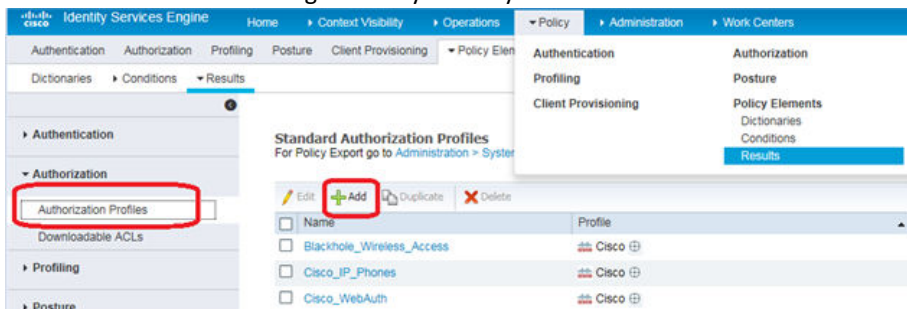 cisco Identity Services Engine Home Context Visibility Operations Policy Administration Work Centers
Authentication Authorization Profiling Posture Client Provisioning Policy Elem
Dictionaries Conditions Results
Authentication Authorization
Profiling Posture
Client Provisioning Policy Elements
Dictionaries
Conditions
Results
Authentication
Authorization
Authorization Profiles
Downloadable ACLs
Profiling
Posture
Standard Authorization Profiles
For Policy Export go to Administration > System
Edit Add Duplicate Delete
Name Profile
Blackhole_Wireless_Access Cisco
Cisco_IP_Phones Cisco
Cisco_WebAuth Cisco